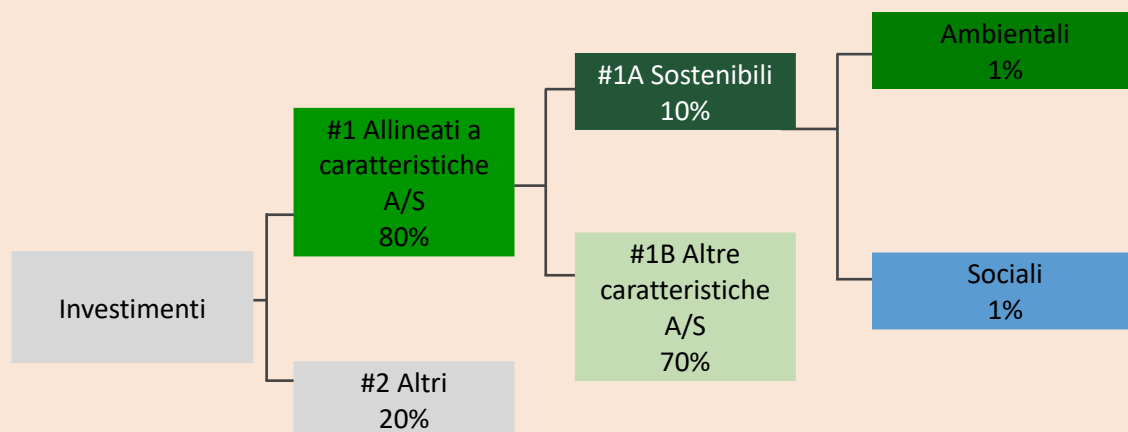 Investimenti
#1 Allineati a
caratteristiche
A/S
80%
#2 Altri
20%
#1A Sostenibili
10%
#1B Altre
caratteristiche
A/S
70%
Ambientali
1%
Sociali
1%